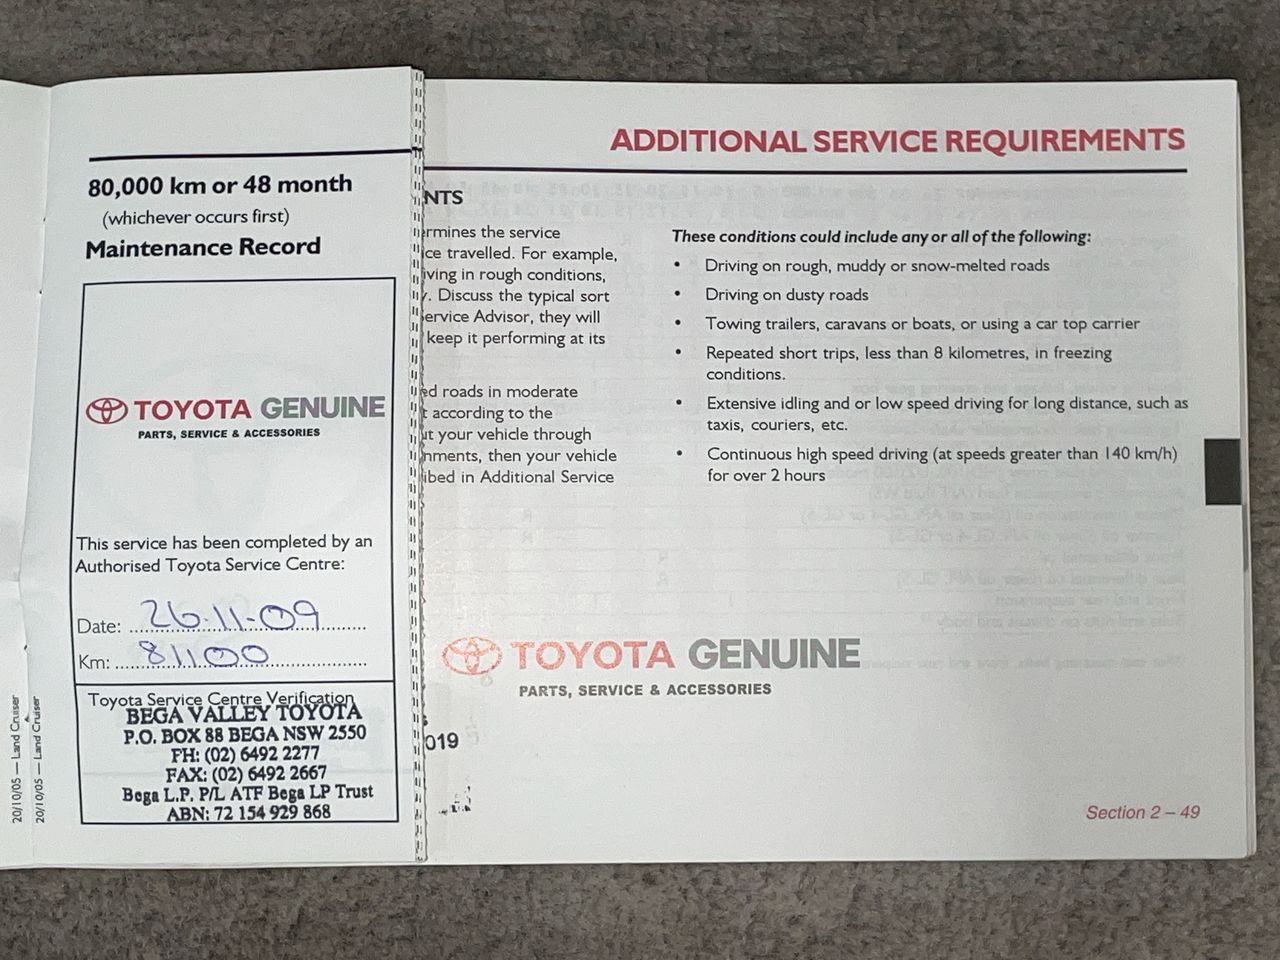 80,000 km or 48 month
(whichever occurs first)
Maintenance Record
TOYOTA GENUINE
PARTS, SERVICE & ACCESSORIES
This service has been completed by an
Authorised Toyota Service Centre:
Date: 26-11-09
Km: 81100
Toyota Service Centre Verification
BEGA VALLEY TOYOTA
P.O. BOX 88 BEGA NSW 2550
PH: (02) 6492 2277
FAX: (02) 6492 2667
Bega L.P. P/L ATF Bega LP Trust
ABN: 72 154 929 868
20/10/05 — Land Cruiser
20/10/05 — Land Cruiser
ADDITIONAL SERVICE REQUIREMENTS
NTS
rmines the service
ice travelled. For example,
iving in rough conditions,
. Discuss the typical sort
ervice Advisor, they will
keep it performing at its
ed roads in moderate
t according to the
ut your vehicle through
nments, then your vehicle
ibed in Additional Service
These conditions could include any or all of the following:
• Driving on rough, muddy or snow-melted roads
• Driving on dusty roads
• Towing trailers, caravans or boats, or using a car top carrier
• Repeated short trips, less than 8 kilometres, in freezing
conditions.
• Extensive idling and or low speed driving for long distance, such as
taxis, couriers, etc.
• Continuous high speed driving (at speeds greater than 140 km/h)
for over 2 hours
TOYOTA GENUINE
PARTS, SERVICE & ACCESSORIES
019
Section 2 – 49